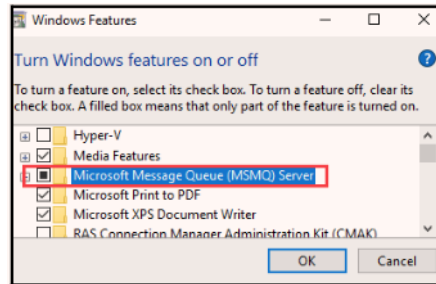 Windows Features
Turn Windows features on or off
To turn a feature on, select its check box. To turn a feature off, clear its
check box. A filled box means that only part of the feature is turned on.
Hyper-V
Media Features
Microsoft Message Queue (MSMQ) Server
Microsoft Print to PDF
Microsoft XPS Document Writer
RAS Connection Manager Administration Kit (CMAK)
OK Cancel